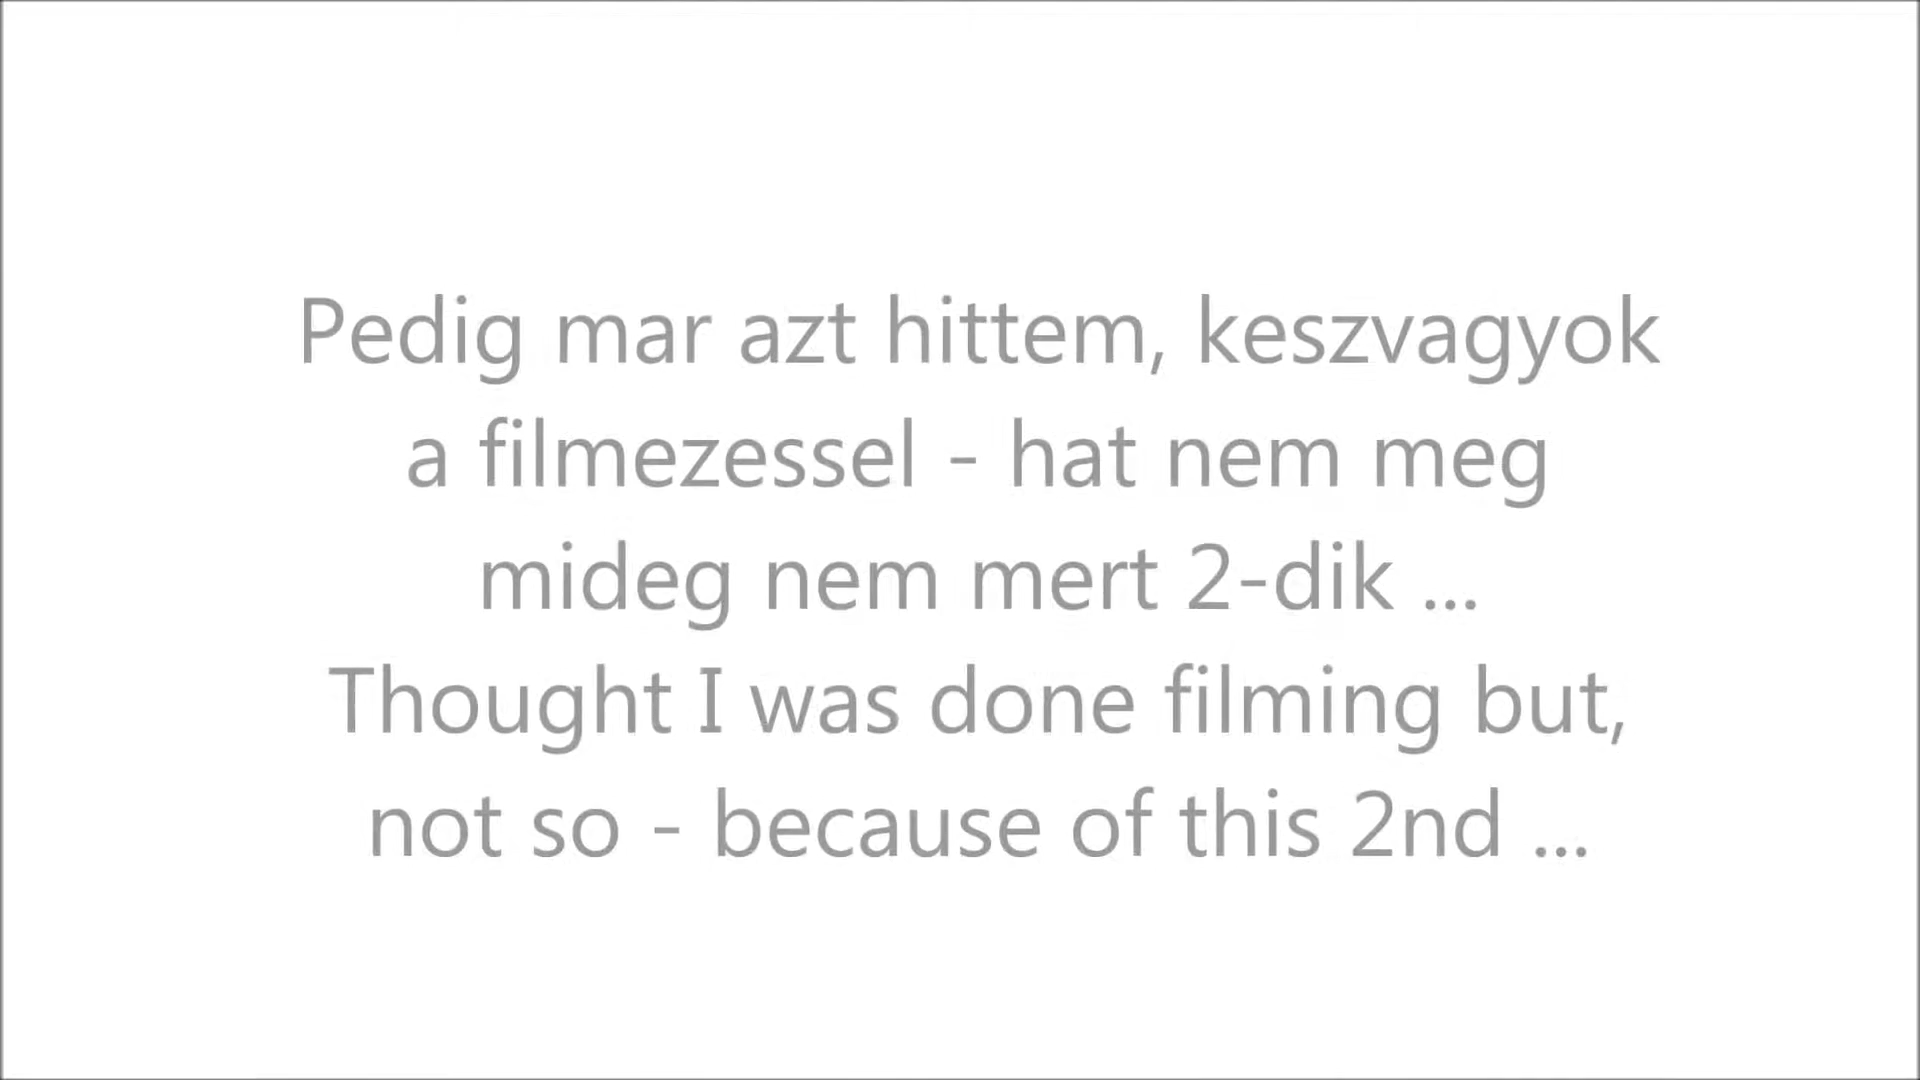 Pedig mar azt hittem, keszvagyok
a filmezessel - hat nem meg
mideg nem mert 2-dik ...
Thought I was done filming but,
not so - because of this 2nd ...